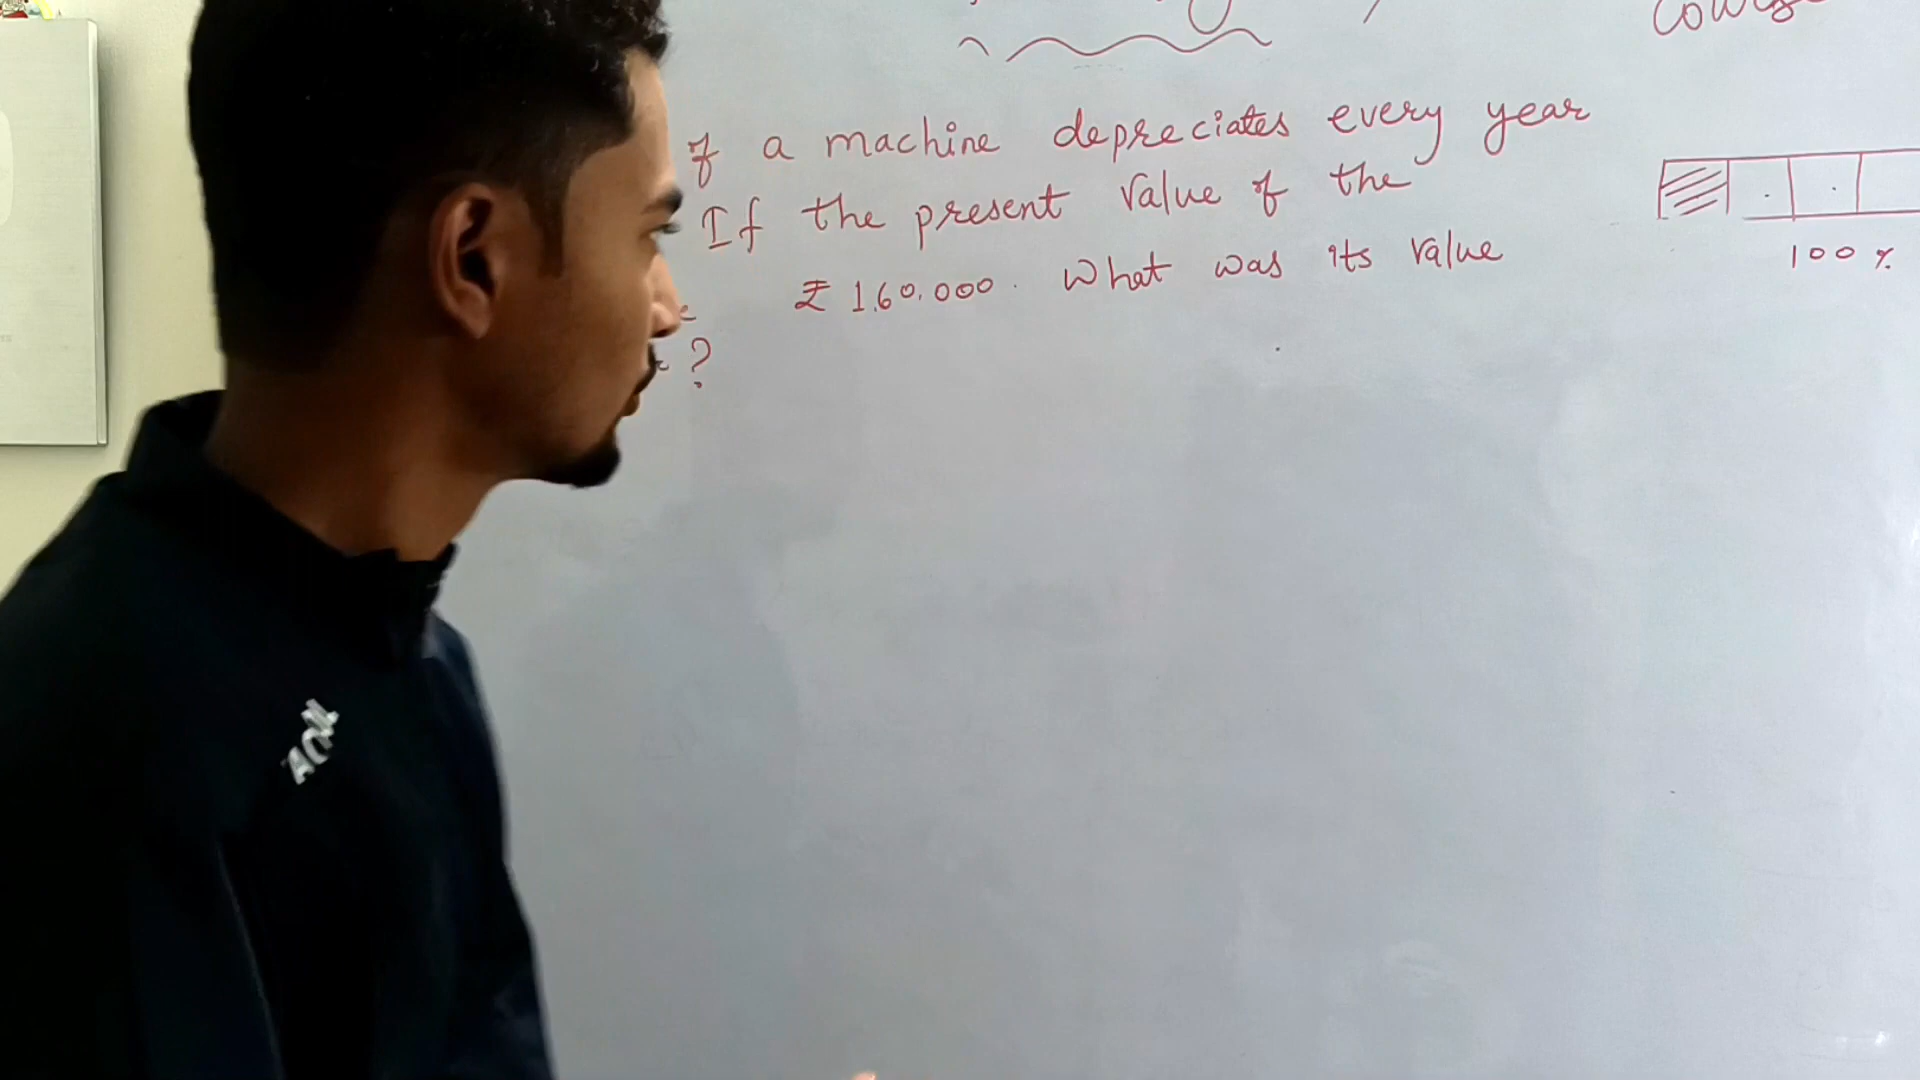 of a machine depreciates every year
If the present value of the
₹ 1,60,000. What was its value
?
100 %